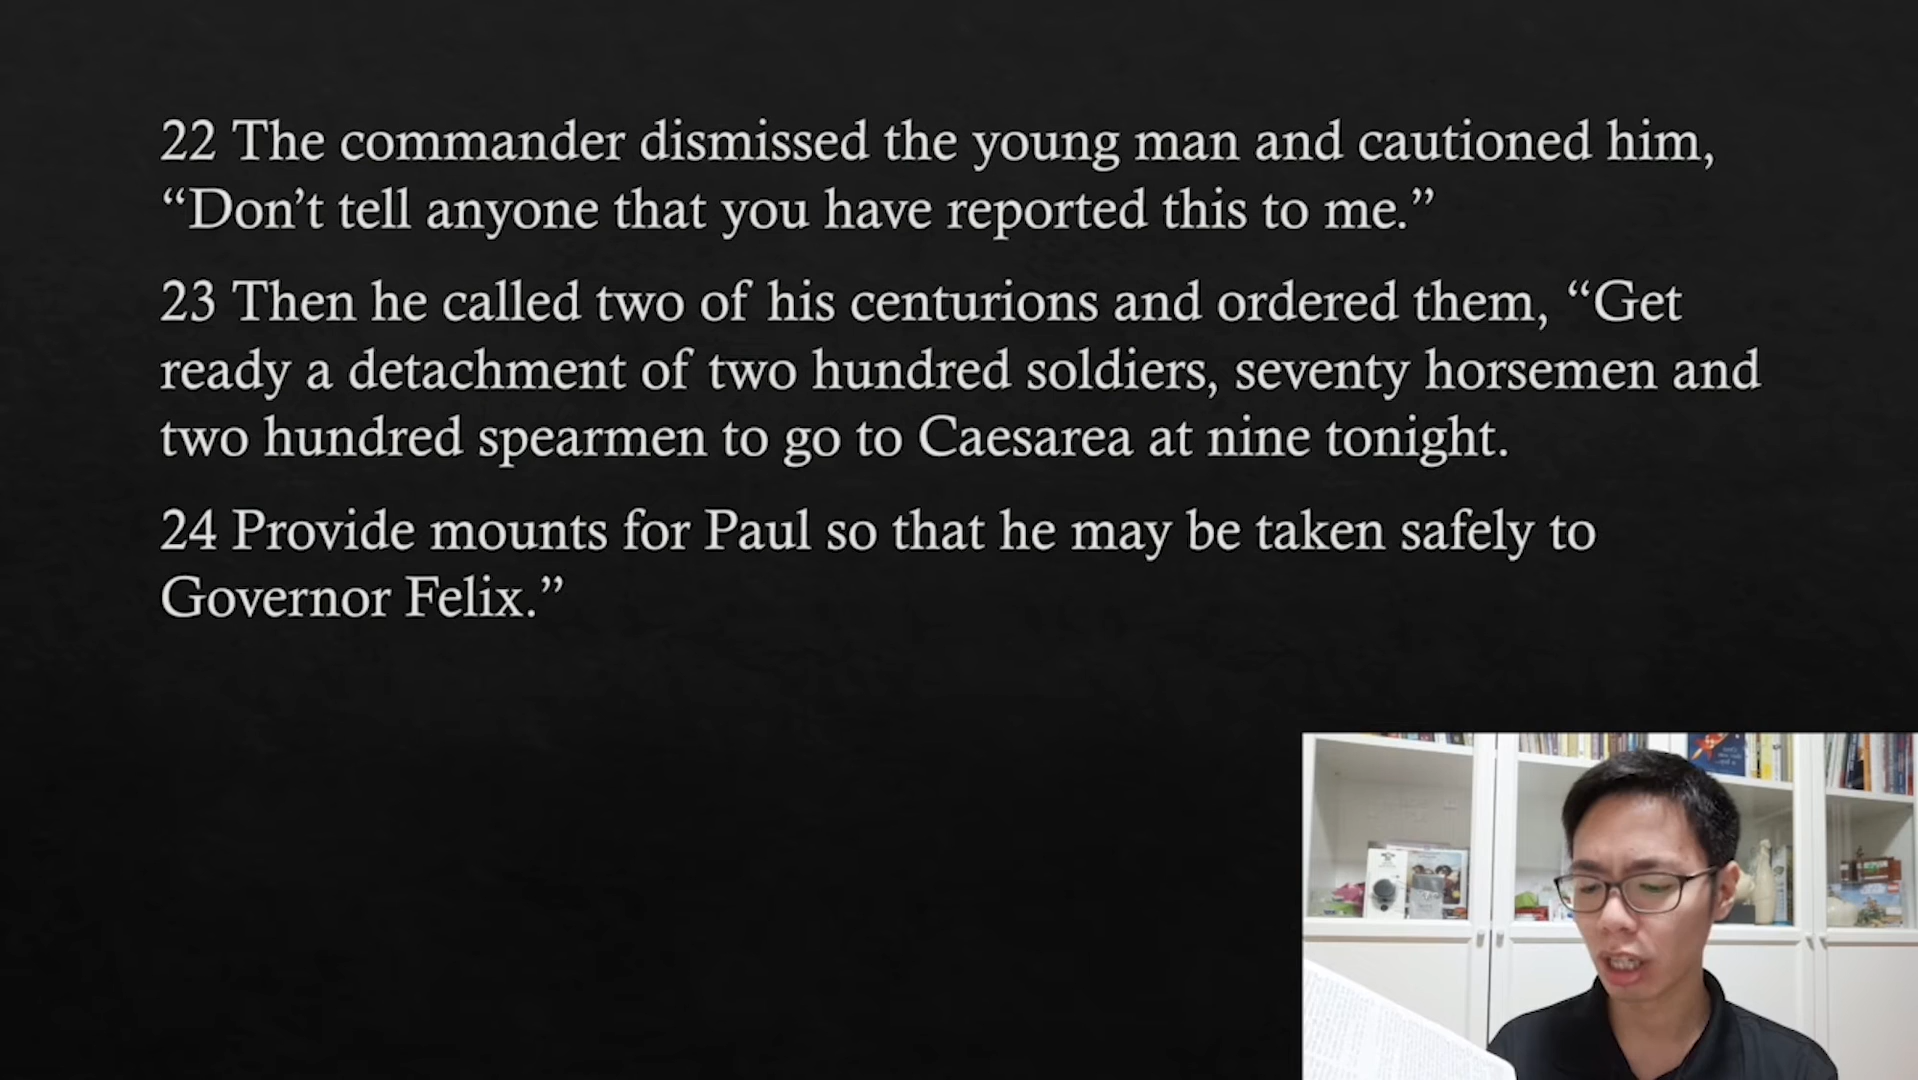 22 The commander dismissed the young man and cautioned him,
“Don’t tell anyone that you have reported this to me.”
23 Then he called two of his centurions and ordered them, “Get
ready a detachment of two hundred soldiers, seventy horsemen and
two hundred spearmen to go to Caesarea at nine tonight.
24 Provide mounts for Paul so that he may be taken safely to
Governor Felix.”